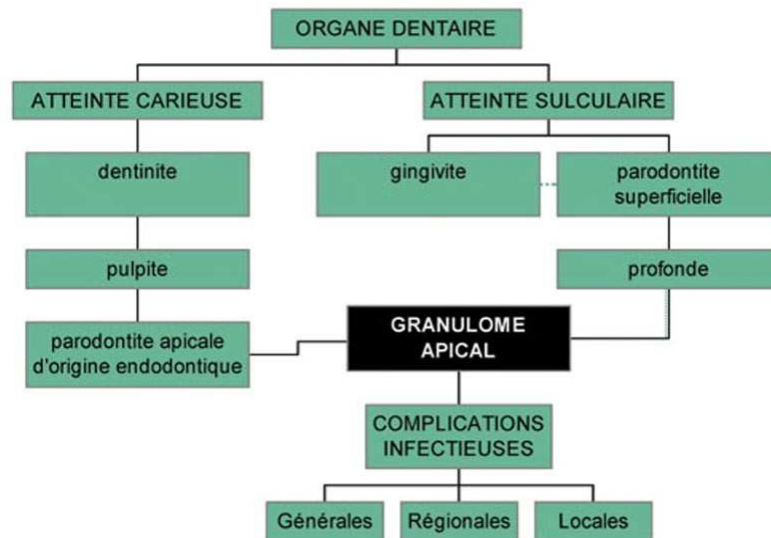 ORGANE DENTAIRE
ATTEINTE CARIEUSE
ATTEINTE SULCULAIRE
dentinite
gingivite
parodontite
superficielle
pulpite
profonde
parodontite apicale
d'origine endodontique
GRANULOME
APICAL
COMPLICATIONS
INFECTIEUSES
Générales
Régionales
Locales